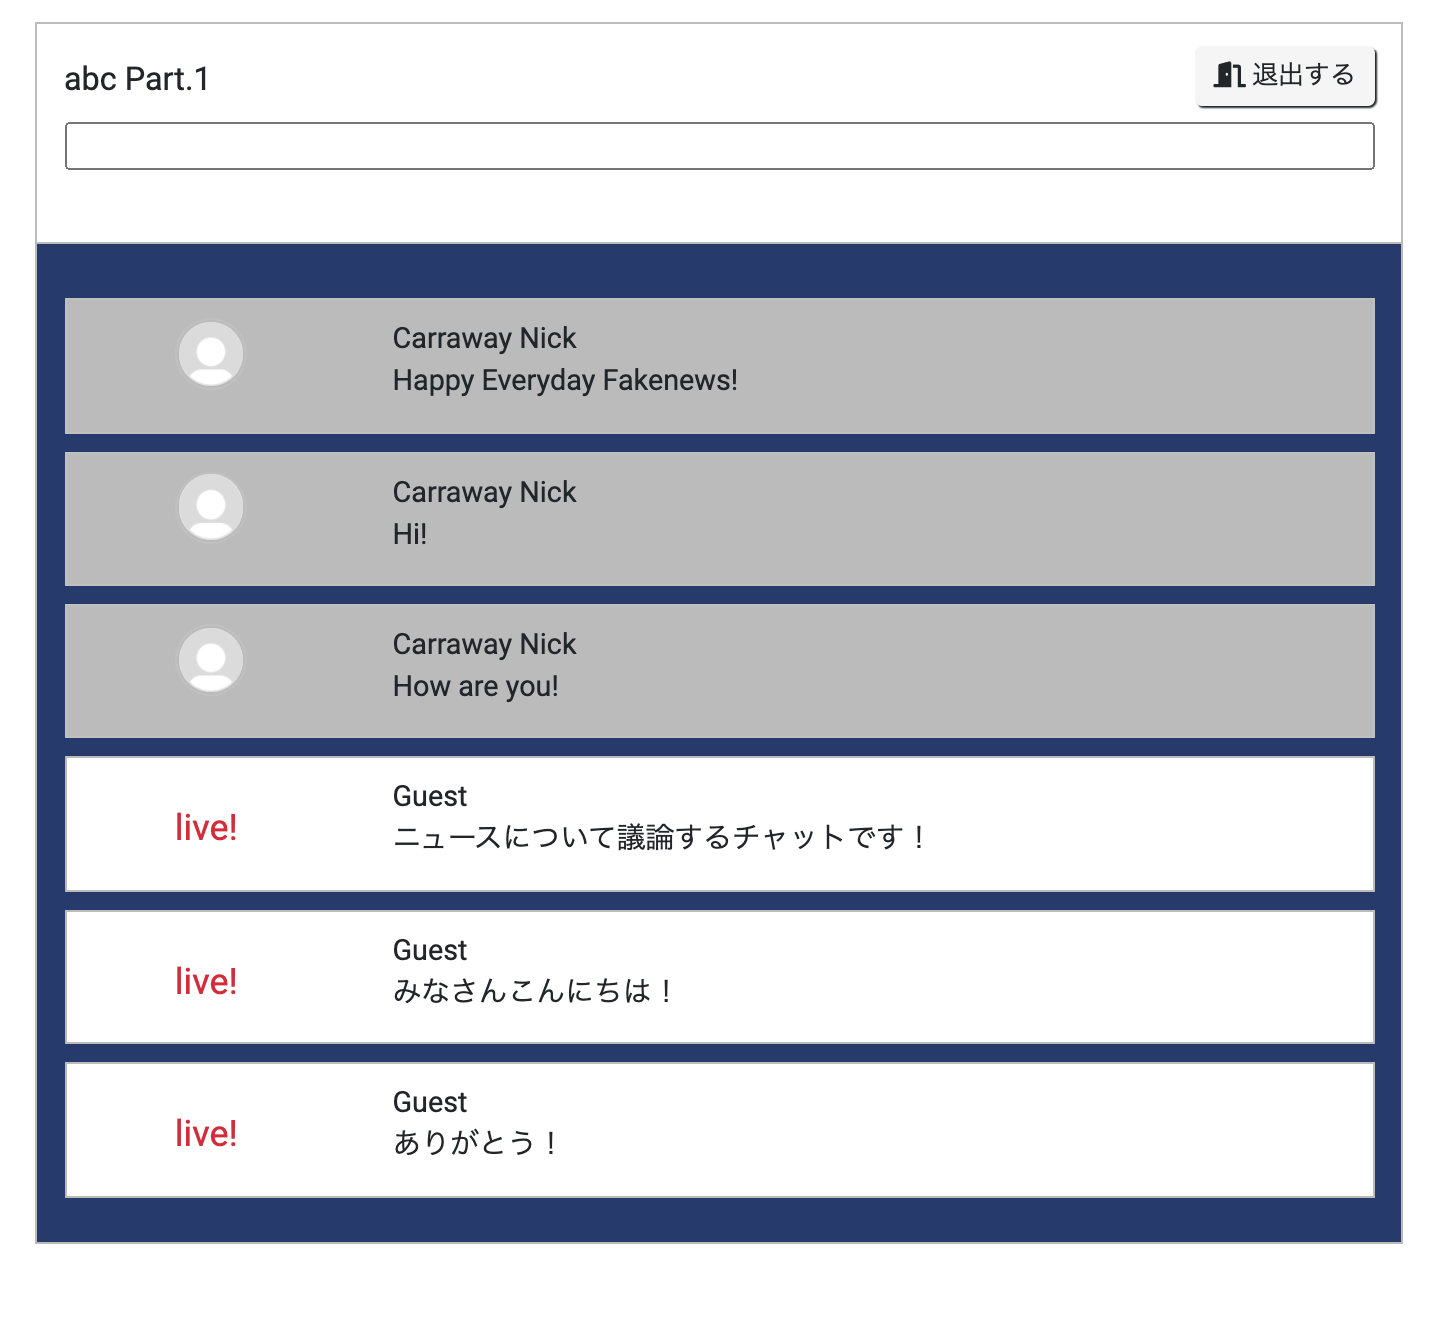 abc Part.1
退出する
Carraway Nick
Happy Everyday Fakenews!
Carraway Nick
Hi!
Carraway Nick
How are you!
live!
Guest
ニュースについて議論するチャットです！
live!
Guest
みなさんこんにちは！
live!
Guest
ありがとう！